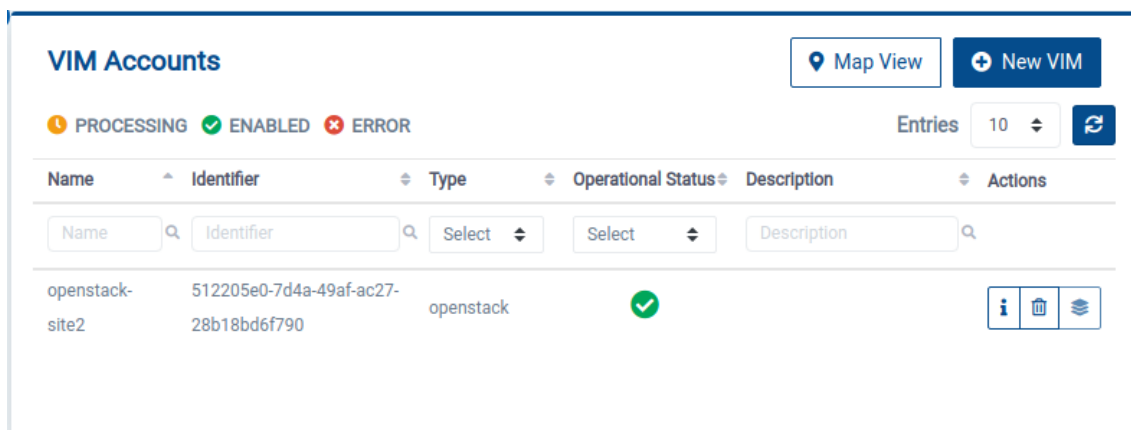 VIM Accounts
Map View
New VIM
PROCESSING ENABLED ERROR
Entries 10
Name Identifier Type Operational Status Description Actions
Name Identifier Select Select Description
openstack-
site2
512205e0-7d4a-49af-ac27-
28b18bd6f790
openstack